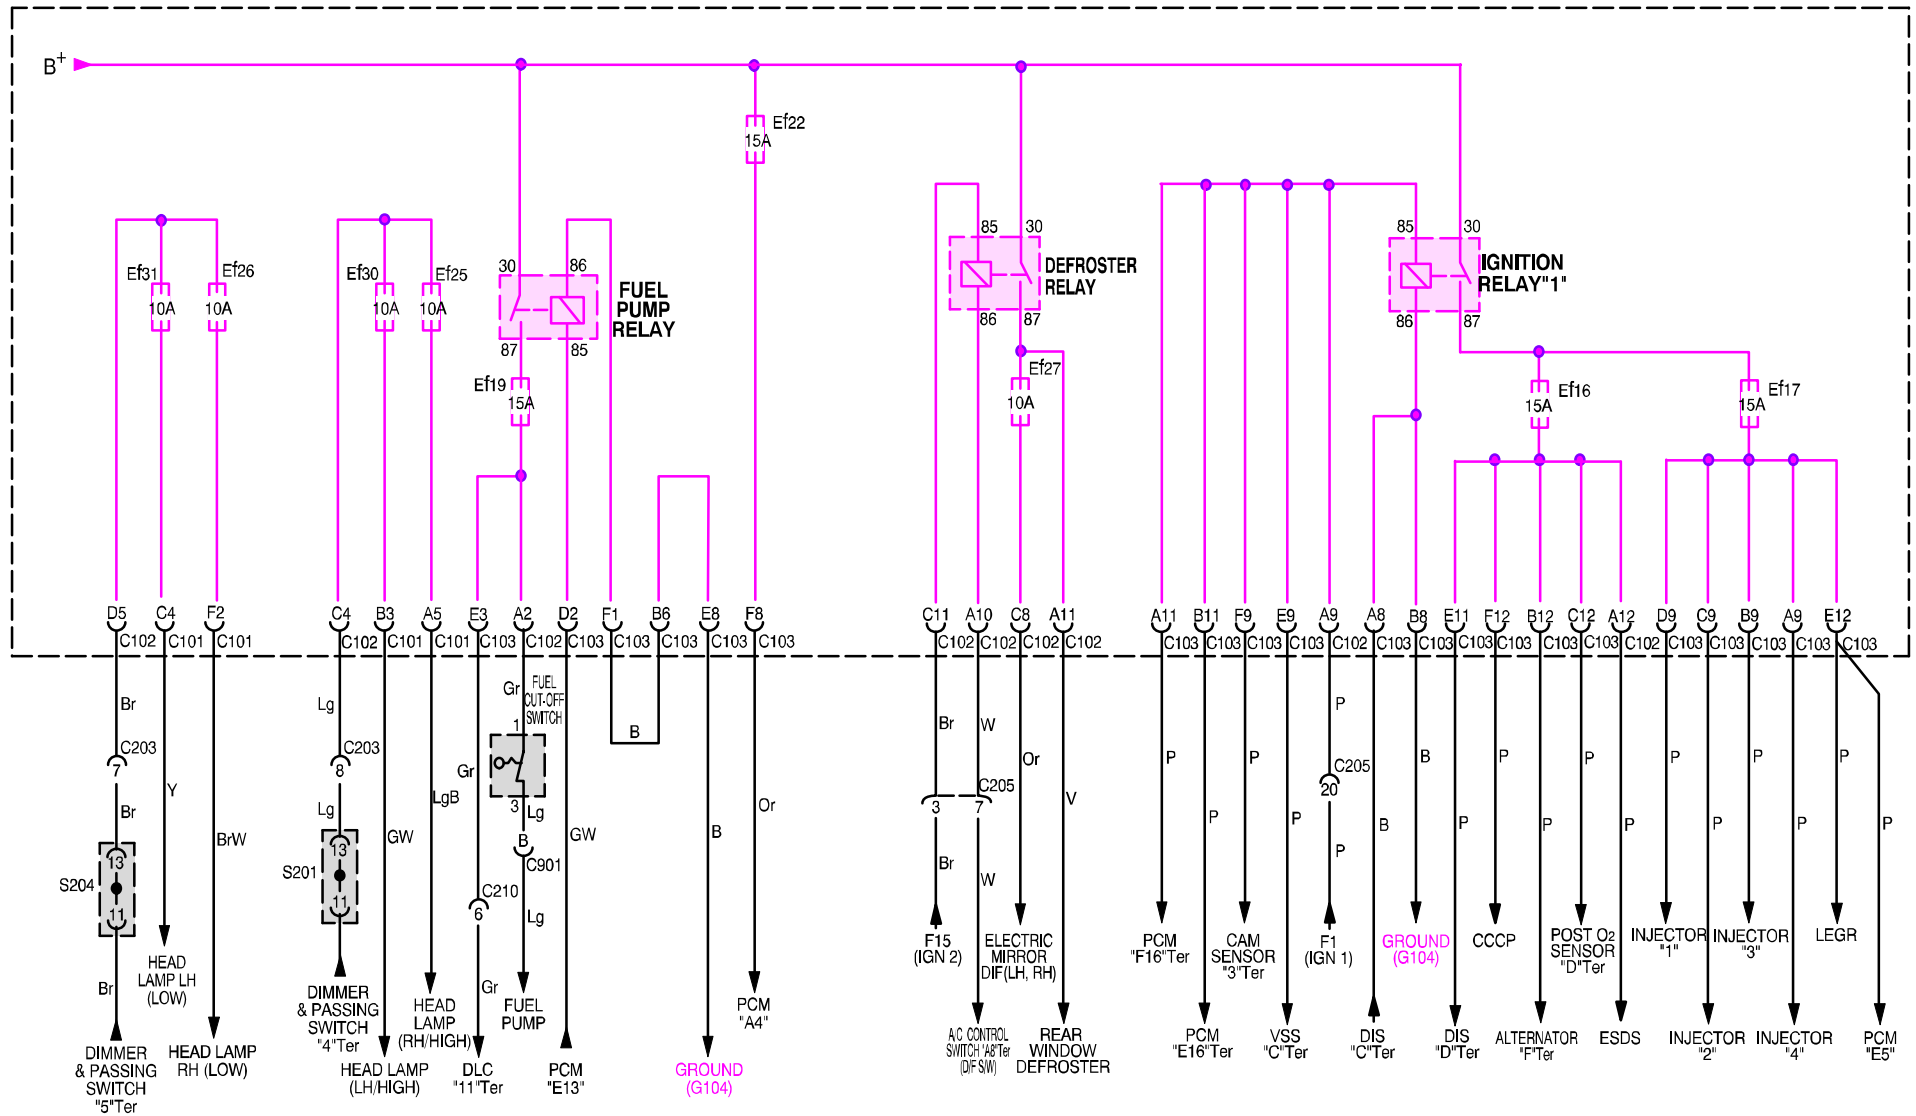 B+
Ef22
15A
85
30
DEFROSTER
RELAY
86
87
85
30
IGNITION
RELAY"1"
86
87
Ef31
10A
Ef26
10A
Ef30
10A
Ef25
10A
30
86
FUEL
PUMP
RELAY
87
85
Ef19
15A
Ef27
10A
Ef16
15A
Ef17
15A
D5 C4 F2 C4 B3 A5 E3 A2 D2 F1 B6 E8 F8 C11 A10 C8 A11 A11 B11 F9 E9 A9 A8 B8 E11 F12 B12 C12 A12 D9 C9 B9 A9 E12
C102 C101 C101 C102 C101 C101 C103 C102 C103 C103 C103 C103 C103 C102 C102 C102 C102 C103 C103 C103 C103 C102 C103 C103 C103 C103 C103 C103 C102 C103 C103 C103 C103 C103
Br
C203
7
Br
S204
13
11
Br
DIMMER
& PASSING
SWITCH
"5"Ter
Y
HEAD
LAMP LH
(LOW)
BrW
HEAD LAMP
RH (LOW)
Lg
C203
8
Lg
S201
13
11
DIMMER
& PASSING
SWITCH
"4"Ter
GW
HEAD LAMP
(LH/HIGH)
LgB
HEAD
LAMP
(RH/HIGH)
Gr
C210
6
Gr
DLC
"11"Ter
Gr
FUEL
CUT-OFF
SWITCH
1
3
Lg
B
C901
Lg
FUEL
PUMP
GW
PCM
"E13"
B
B
GROUND
(G104)
Or
PCM
"A4"
Br
W
C205
3
7
Br
W
F15
(IGN 2)
A/C CONTROL
SWITCH "A8"Ter
(D/F S/W)
Or
ELECTRIC
MIRROR
DIF(LH, RH)
V
REAR
WINDOW
DEFROSTER
P
PCM
"F16"Ter
P
PCM
"E16"Ter
P
CAM
SENSOR
"3"Ter
P
VSS
"C"Ter
P
C205
20
P
F1
(IGN 1)
B
DIS
"C"Ter
B
GROUND
(G104)
P
DIS
"D"Ter
P
CCCP
P
ALTERNATOR
"F"Ter
P
POST O2
SENSOR
"D"Ter
P
ESDS
P
INJECTOR
"1"
P
INJECTOR
"2"
P
INJECTOR
"3"
P
INJECTOR
"4"
P
LEGR
P
PCM
"E5"